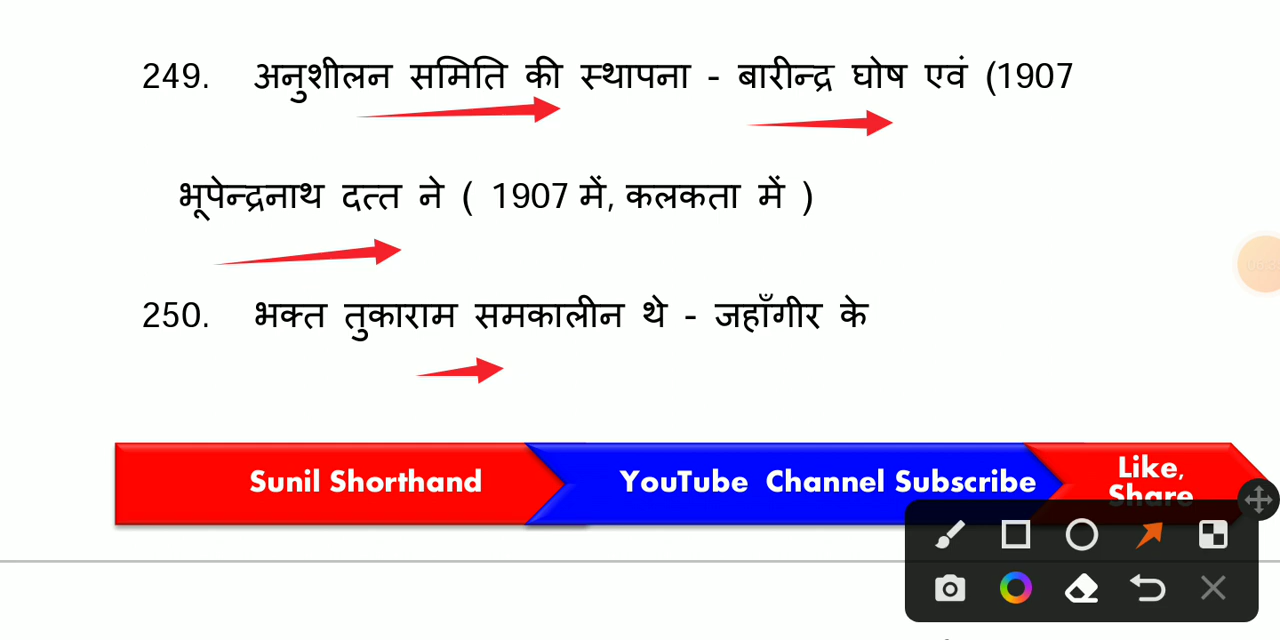 249. अनुशीलन समिति की स्थापना - बारीन्द्र घोष एवं (1907
भूपेन्द्रनाथ दत्त ने ( 1907 में, कलकता में )
250. भक्त तुकाराम समकालीन थे - जहाँगीर के
Sunil Shorthand YouTube Channel Subscribe Like,
Share